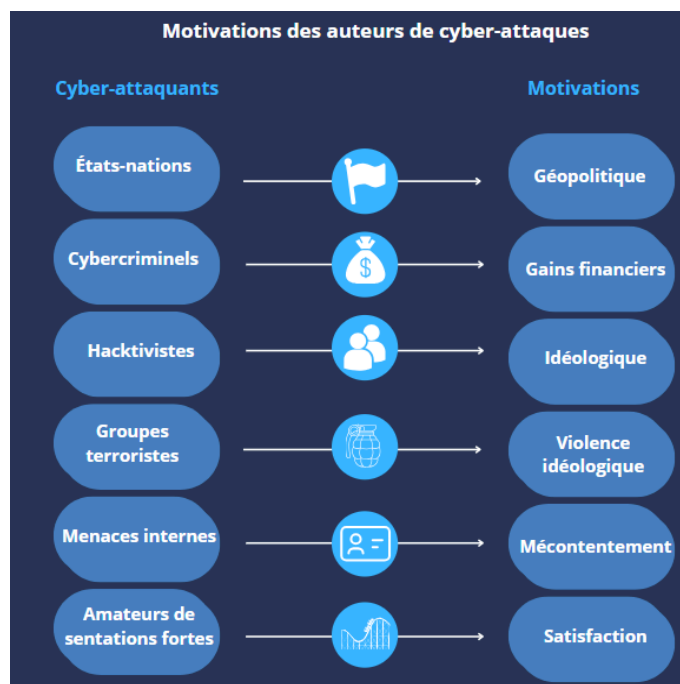 Motivations des auteurs de cyber-attaques
Cyber-attaquants
Motivations
États-nations
Géopolitique
Cybercriminels
$
Gains financiers
Hacktivistes
Idéologique
Groupes
terroristes
Violence
idéologique
Menaces internes
Mécontentement
Amateurs de
sentations fortes
Satisfaction